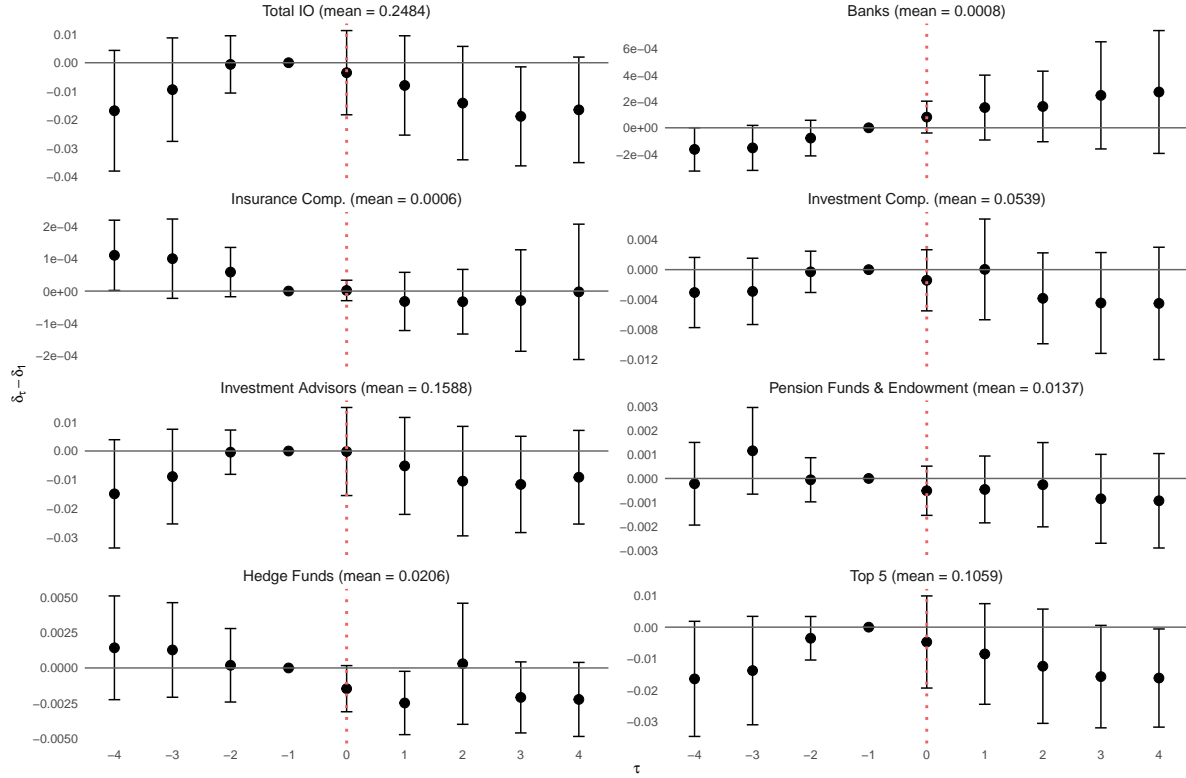 Total IO (mean = 0.2484)
0.01
0.00
−0.01
−0.02
−0.03
−0.04
Banks (mean = 0.0008)
6e−04
4e−04
2e−04
0e+00
−2e−04
Insurance Comp. (mean = 0.0006)
2e−04
1e−04
0e+00
−1e−04
−2e−04
Investment Comp. (mean = 0.0539)
0.004
0.000
−0.004
−0.008
−0.012
δτ − δ1
Investment Advisors (mean = 0.1588)
0.01
0.00
−0.01
−0.02
−0.03
Pension Funds & Endowment (mean = 0.0137)
0.003
0.002
0.001
0.000
−0.001
−0.002
−0.003
Hedge Funds (mean = 0.0206)
0.0050
0.0025
0.0000
−0.0025
−0.0050
−4 −3 −2 −1 0 1 2 3 4
Top 5 (mean = 0.1059)
0.00
−0.01
−0.02
−0.03
−4 −3 −2 −1 0 1 2 3 4
τ